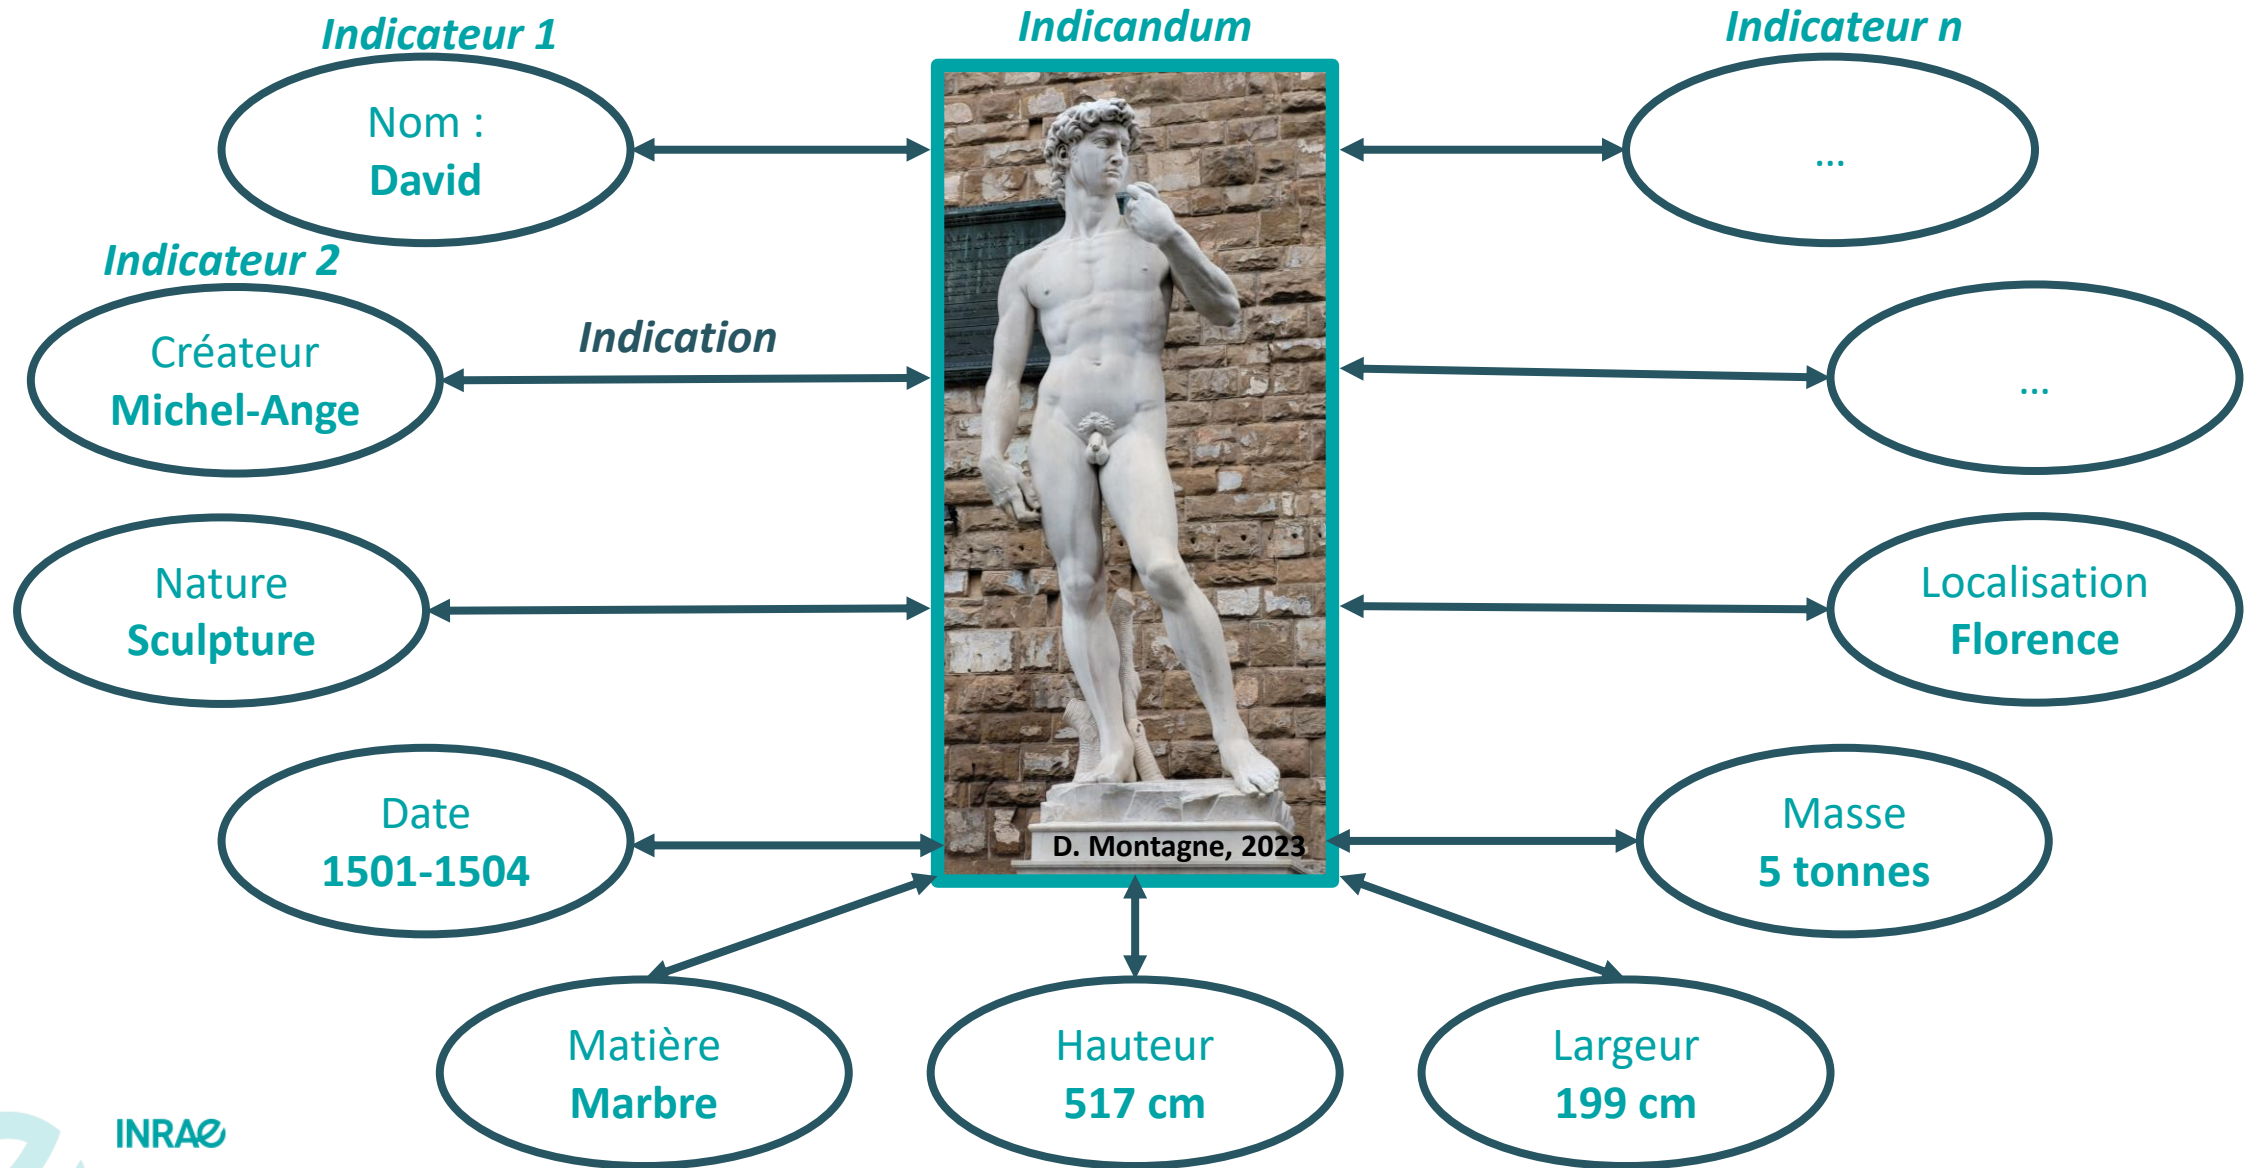 Indicateur 1
Indicandum
Indicateur n
Nom :
David
...
Indicateur 2
Créateur
Michel-Ange
Indication
...
Nature
Sculpture
Localisation
Florence
Date
1501-1504
D. Montagne, 2023
Masse
5 tonnes
Matière
Marbre
Hauteur
517 cm
Largeur
199 cm
INRAE